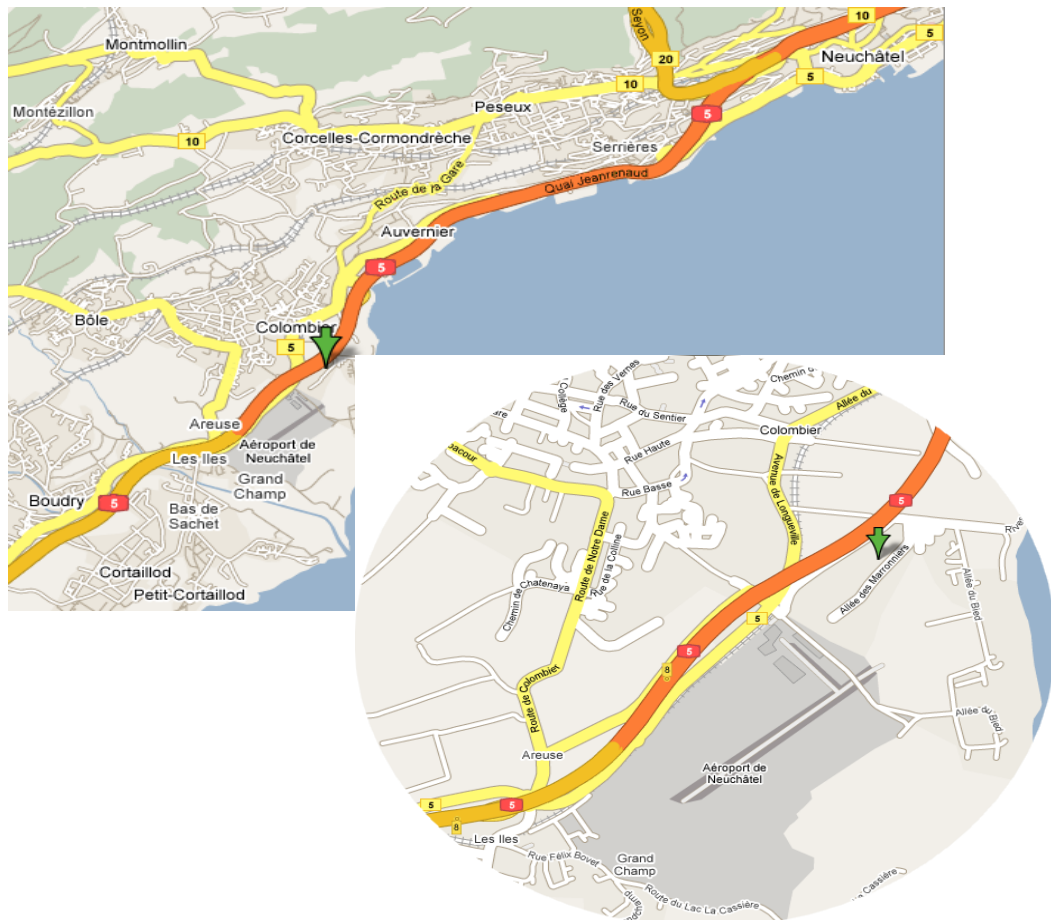 Montmollin
Seyon
10
5
20
10
5
Neuchâtel
Montézillon
Peseux
5
10
Corcelles-Cormondrèche
Serrières
Route de la Gare
Quai Jeanrenaud
Auvernier
5
Bôle
Colombier
5
Areuse
Les Iles
Aéroport de
Neuchâtel
Grand
Champ
Boudry
5
Bas de
Sachet
Cortaillod
Petit-Cortaillod
Collège
Rue des Vernes
Chemin d
Rue du Sentier
Allée du
Colombier
Rue Haute
Rue Basse
Avenue de Longueville
5
River
Route de Notre Dame
Rue de la Colline
Chemin de Chatenaya
Allée des Marronniers
Allée du Bied
5
5
8
Route de Colombier
Allée du Bied
Areuse
Aéroport de
Neuchâtel
5
5
8
Les Iles
Rue Félix Bovet
Grand
Champ
Route du Lac La Cassière
Cassière